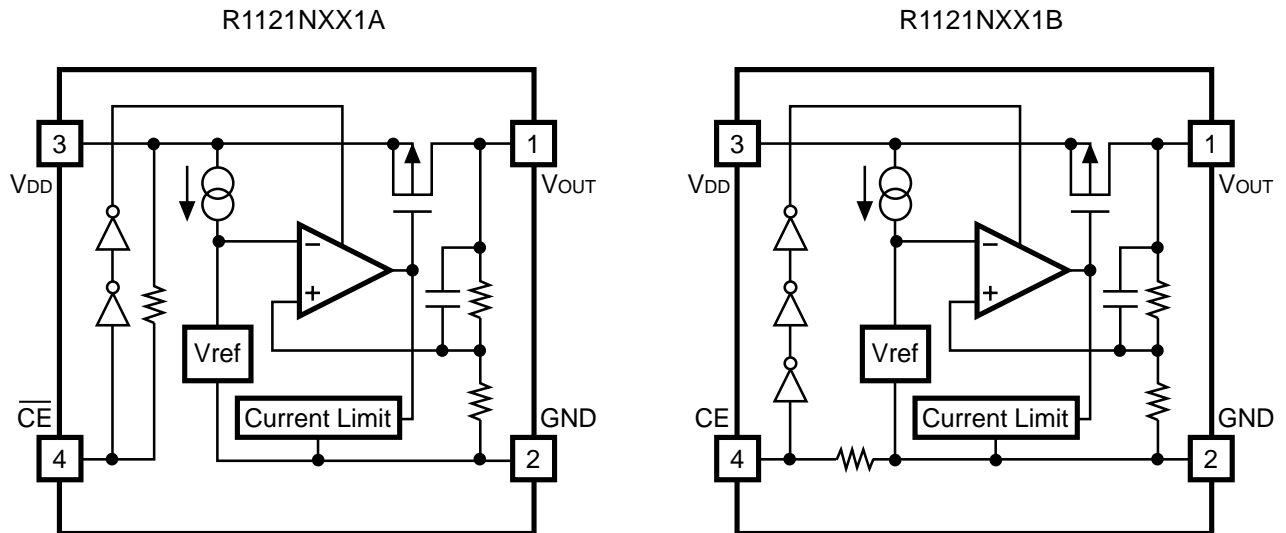 R1121NXX1A
3
VDD
1
VOUT
−
+
Vref
Current Limit
C̅E̅
4
GND
2
R1121NXX1B
3
VDD
1
VOUT
−
+
Vref
Current Limit
CE
4
GND
2